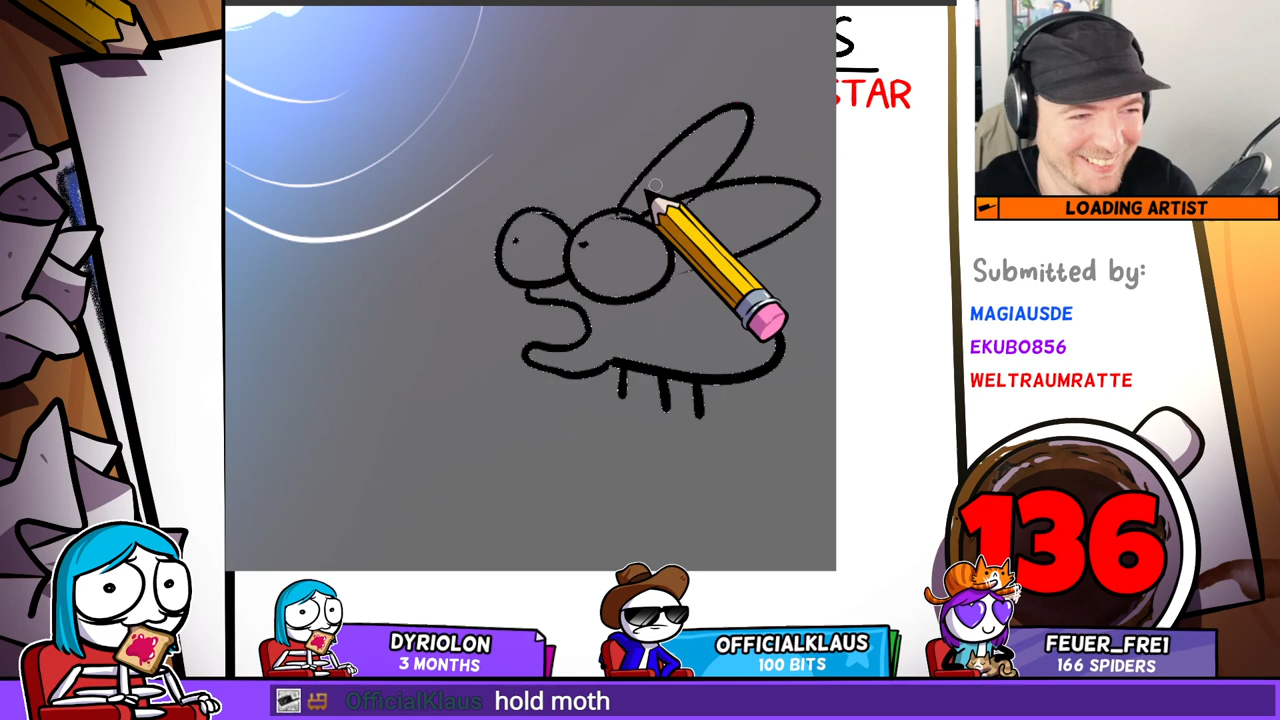 S
STAR
LOADING ARTIST
Submitted by:
MAGIAUSDE
EKUBO856
WELTRAUMRATTE
136
DYRIOLON
3 MONTHS
OFFICIALKLAUS
100 BITS
FEUER_FRE1
166 SPIDERS
OfficialKlaus hold moth